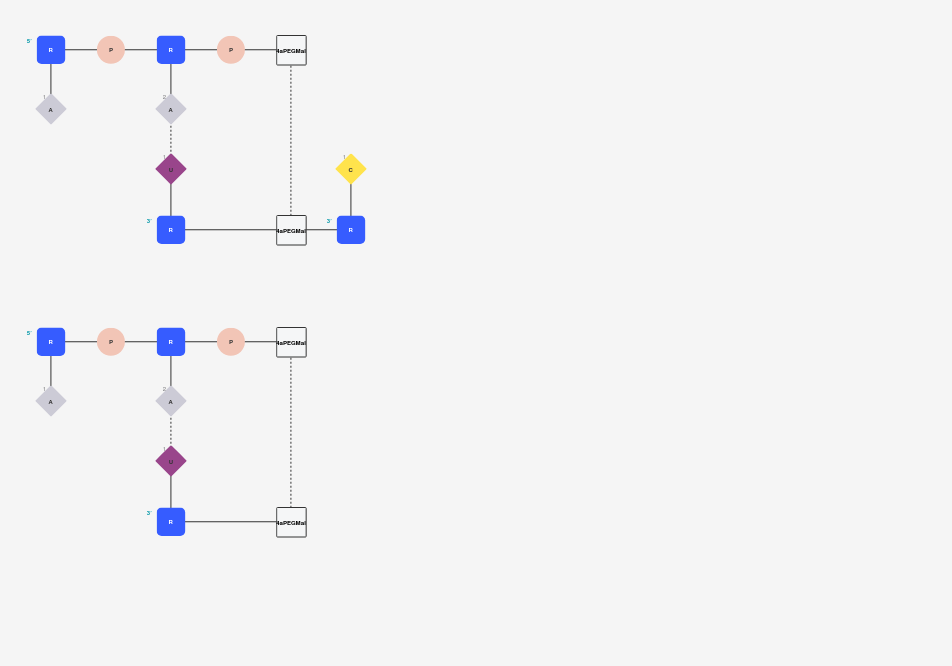 5' R P R P 4aPEGMal
1 A 2 A
1 U 1 C
3' R 4aPEGMal 3' R
5' R P R P 4aPEGMal
1 A 2 A
1 U
3' R 4aPEGMal